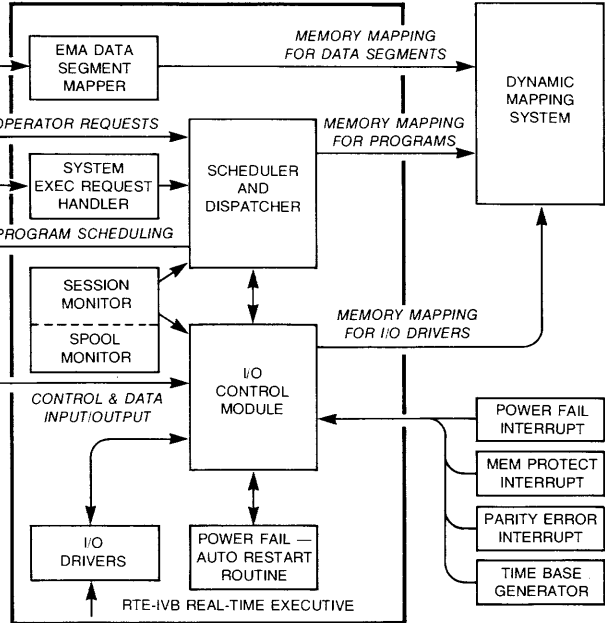 EMA DATA
SEGMENT
MAPPER
MEMORY MAPPING
FOR DATA SEGMENTS
DYNAMIC
MAPPING
SYSTEM
OPERATOR REQUESTS
MEMORY MAPPING
FOR PROGRAMS
SYSTEM
EXEC REQUEST
HANDLER
SCHEDULER
AND
DISPATCHER
PROGRAM SCHEDULING
SESSION
MONITOR
SPOOL
MONITOR
MEMORY MAPPING
FOR I/O DRIVERS
I/O
CONTROL
MODULE
CONTROL & DATA
INPUT/OUTPUT
POWER FAIL
INTERRUPT
MEM PROTECT
INTERRUPT
PARITY ERROR
INTERRUPT
TIME BASE
GENERATOR
I/O
DRIVERS
POWER FAIL —
AUTO RESTART
ROUTINE
RTE-IVB REAL-TIME EXECUTIVE